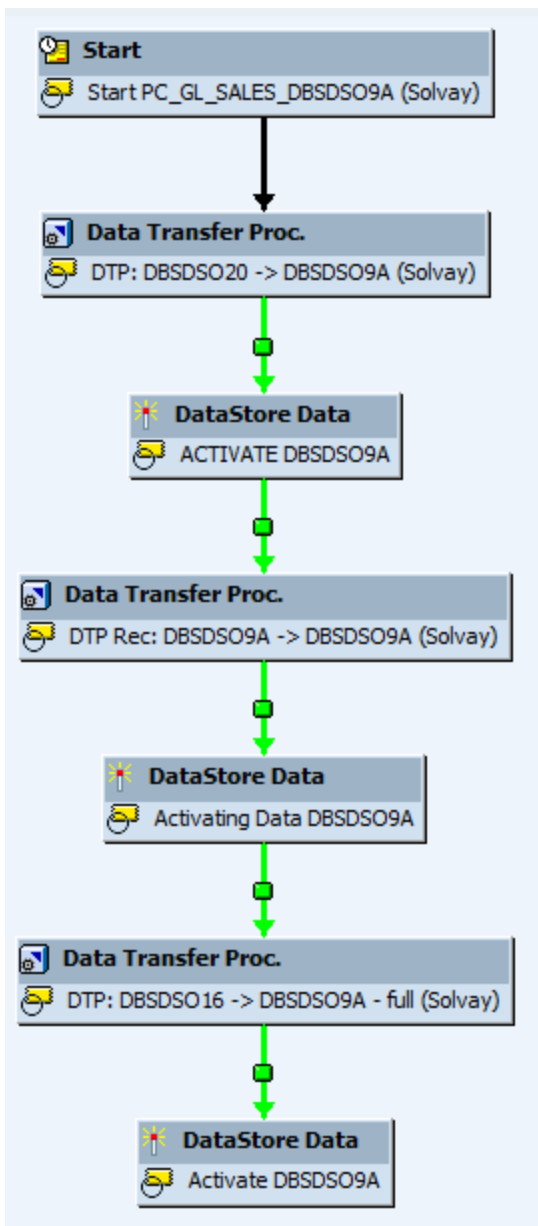 Start
Start PC_GL_SALES_DBSDSO9A (Solvay)
Data Transfer Proc.
DTP: DBSDSO20 -> DBSDSO9A (Solvay)
DataStore Data
ACTIVATE DBSDSO9A
Data Transfer Proc.
DTP Rec: DBSDSO9A -> DBSDSO9A (Solvay)
DataStore Data
Activating Data DBSDSO9A
Data Transfer Proc.
DTP: DBSDSO16 -> DBSDSO9A - full (Solvay)
DataStore Data
Activate DBSDSO9A